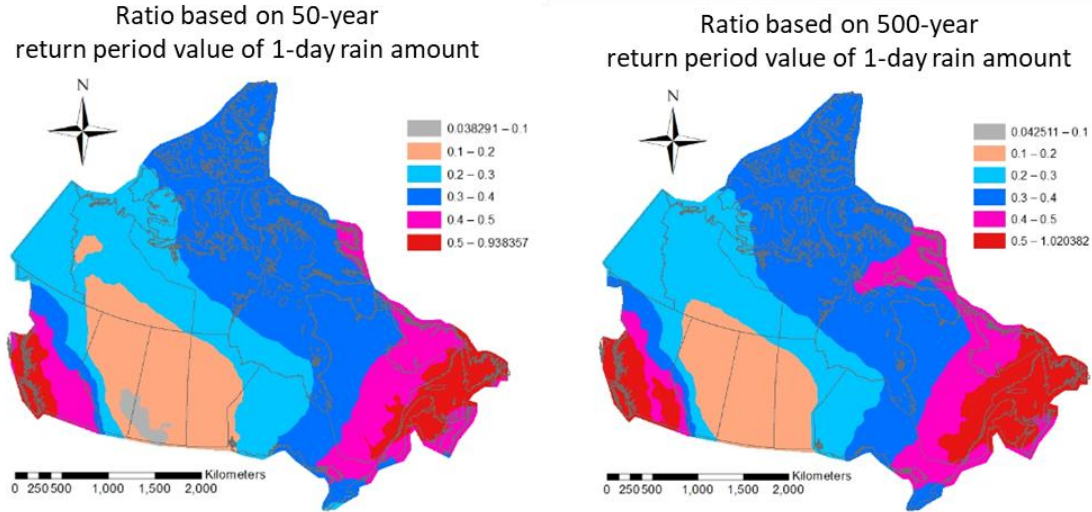 Ratio based on 50-year
return period value of 1-day rain amount
N
0.038291 – 0.1
0.1 – 0.2
0.2 – 0.3
0.3 – 0.4
0.4 – 0.5
0.5 – 0.938357
Kilometers
0 250 500 1,000 1,500 2,000
Ratio based on 500-year
return period value of 1-day rain amount
N
0.042511 – 0.1
0.1 – 0.2
0.2 – 0.3
0.3 – 0.4
0.4 – 0.5
0.5 – 1.020382
Kilometers
0 250 500 1,000 1,500 2,000